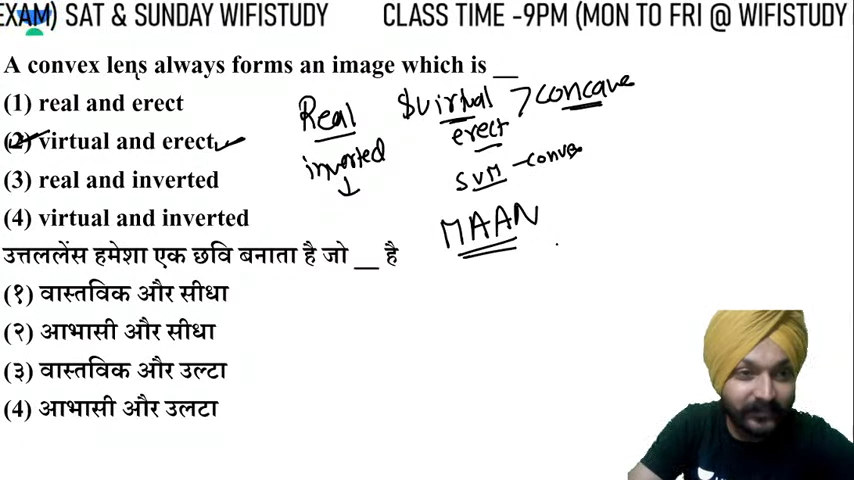 EXAM) SAT & SUNDAY WIFISTUDY CLASS TIME -9PM (MON TO FRI @ WIFISTUDY
A convex lens always forms an image which is __
(1) real and erect
(2) virtual and erect
(3) real and inverted
(4) virtual and inverted
Real
inverted
virtual concave
erect
SVM - convex
MAAN
उत्तललेंस हमेशा एक छवि बनाता है जो __ है
(१) वास्तविक और सीधा
(२) आभासी और सीधा
(३) वास्तविक और उल्टा
(4) आभासी और उलटा